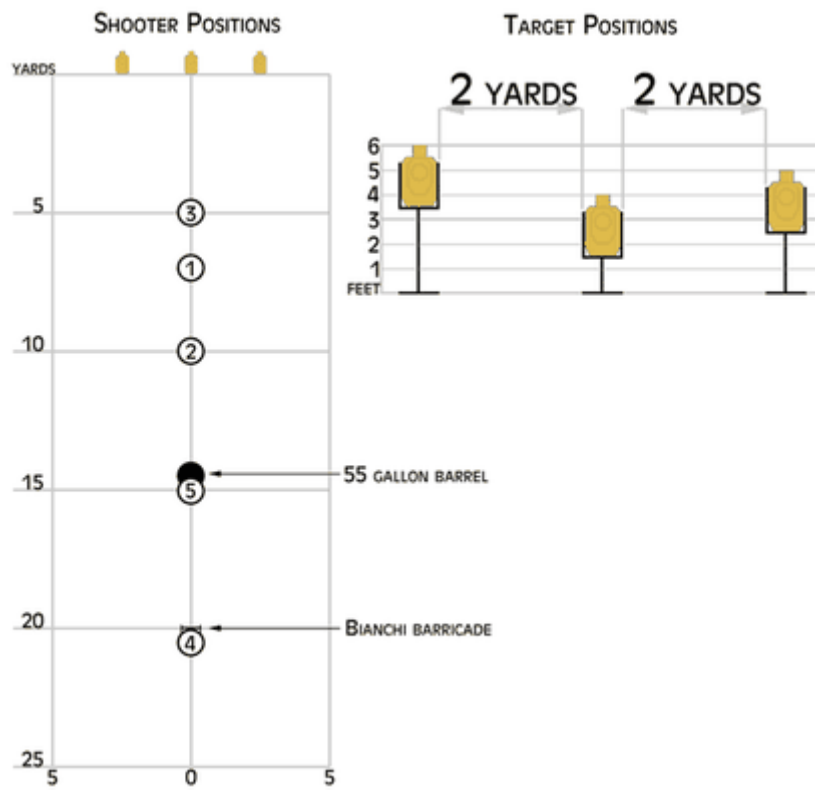 Shooter Positions
YARDS
5
3
1
10
2
55 GALLON BARREL
15
5
20
BIANCHI BARRICADE
4
25
5
0
5
Target Positions
2 YARDS
2 YARDS
6
5
4
3
2
1
FEET